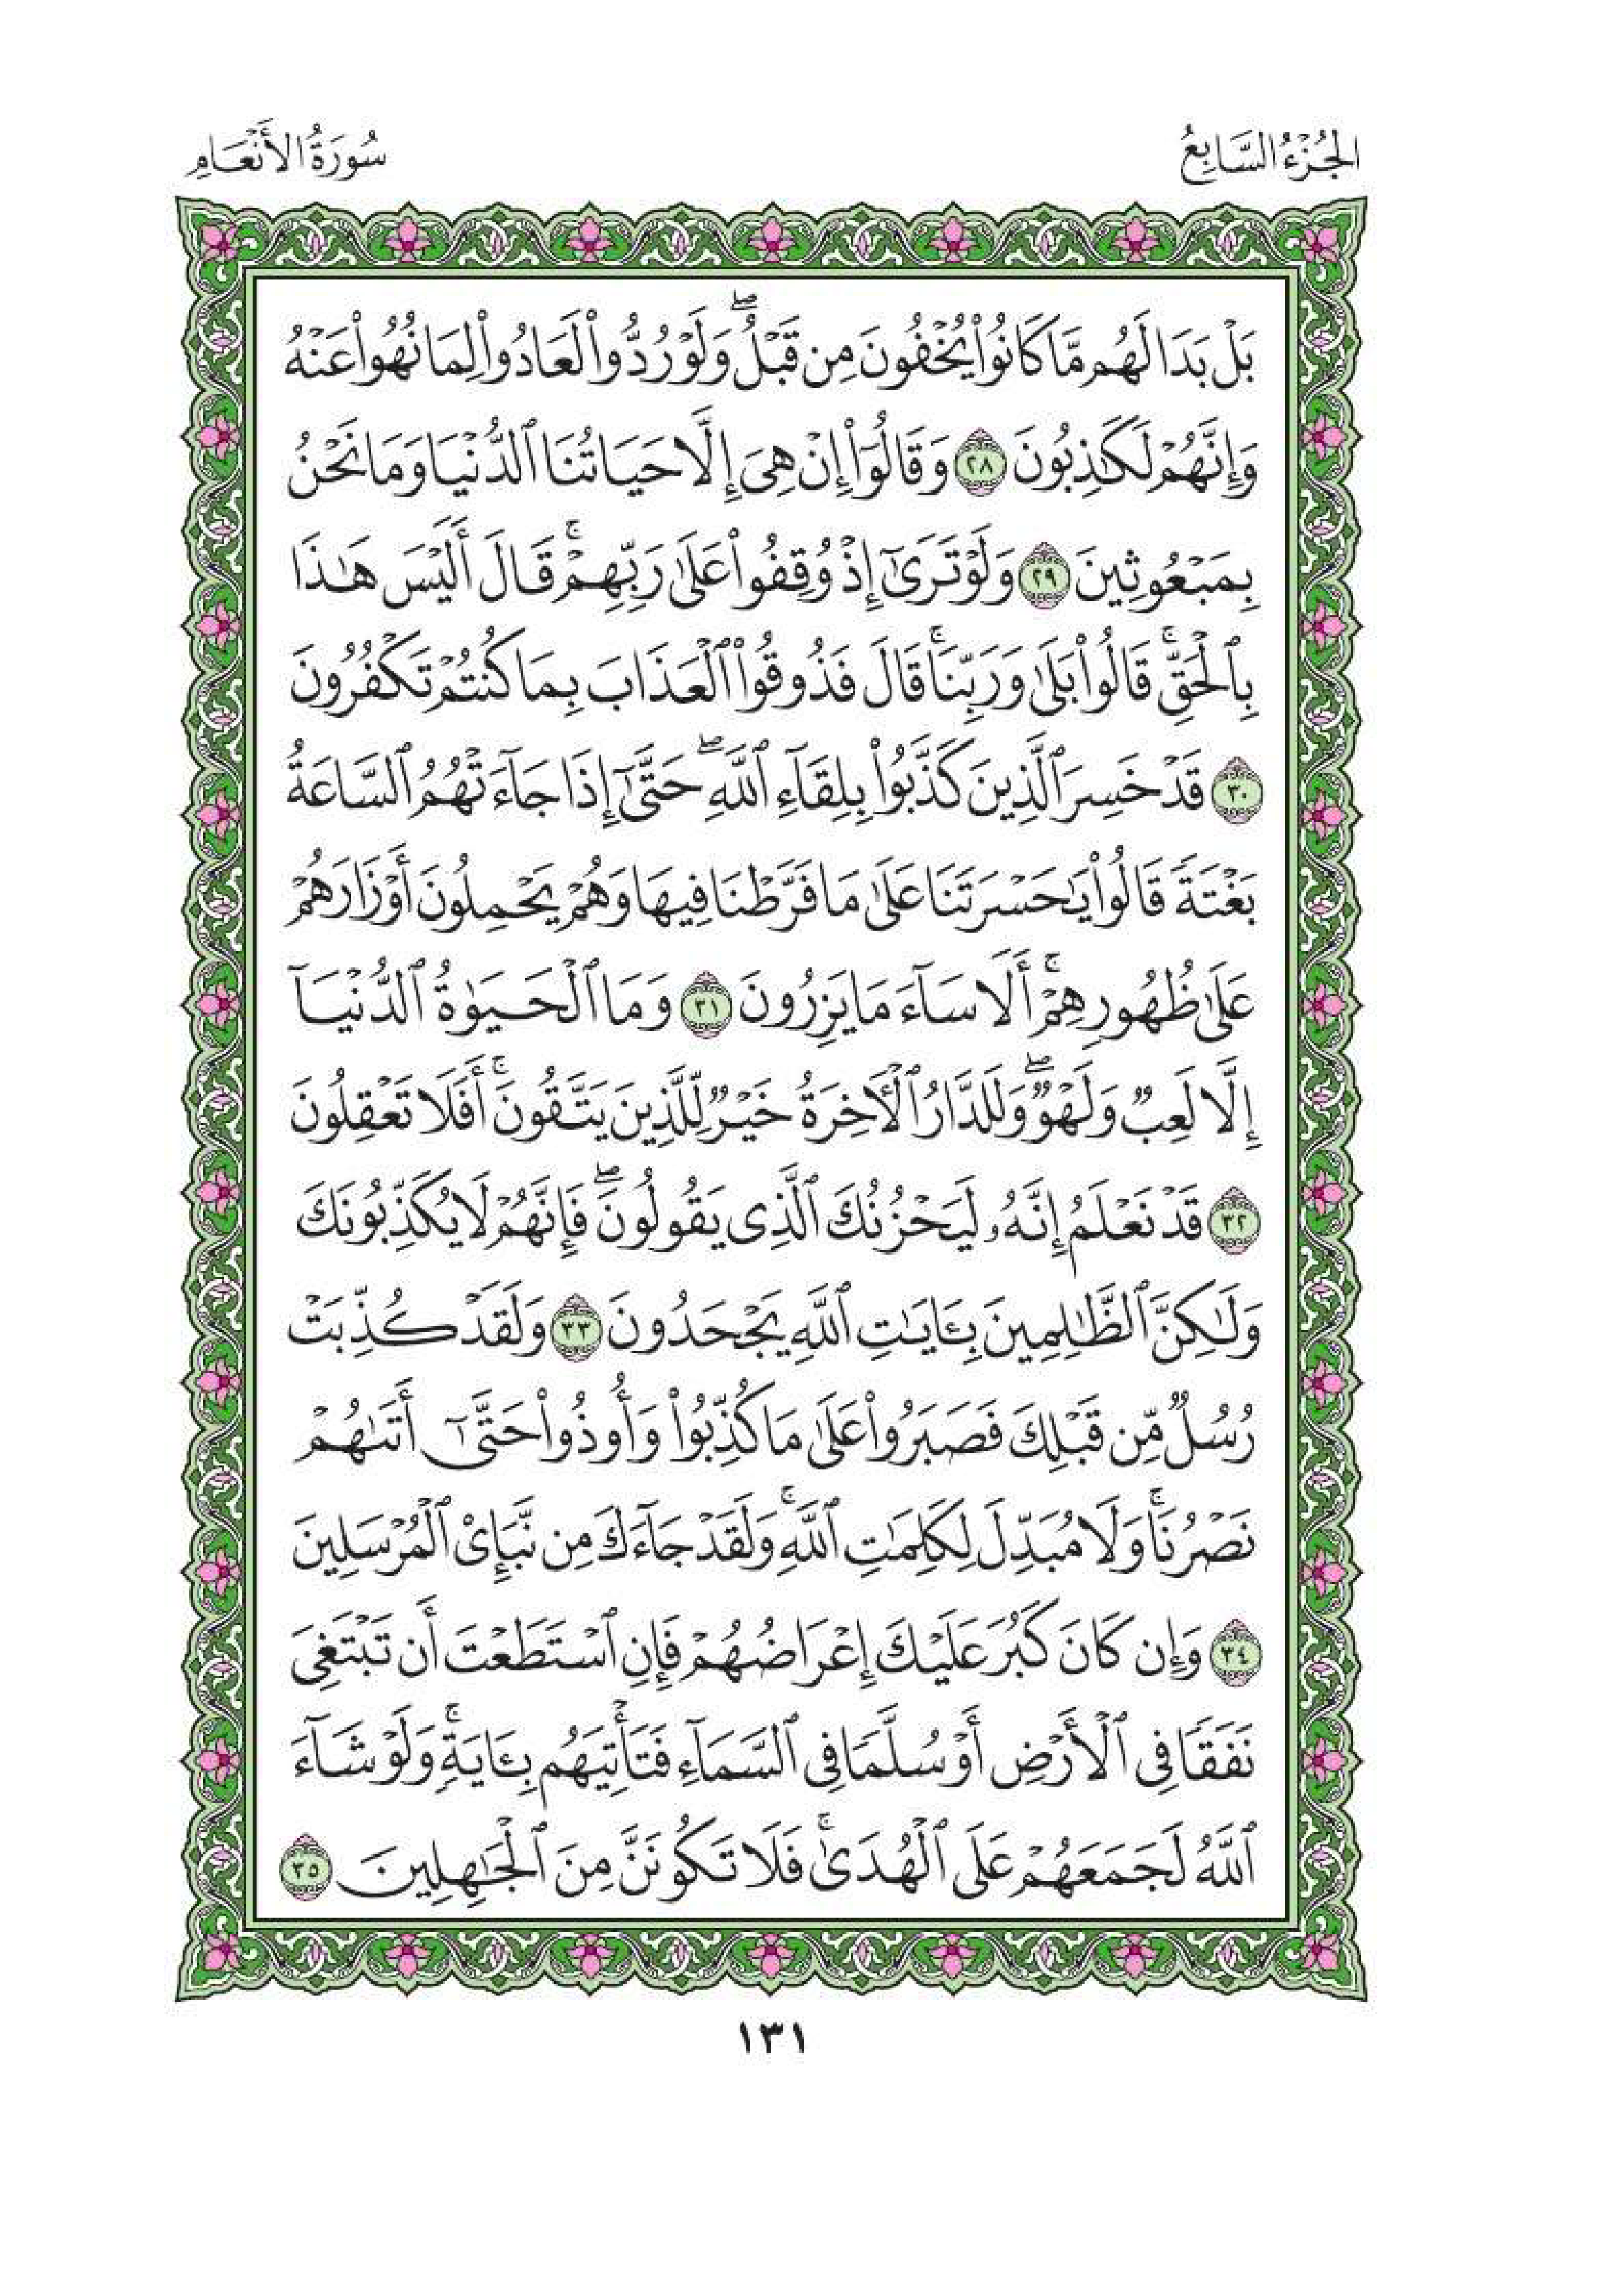 الجُزْءُ السَّابِعُ
سُورَةُ الأَنْعَامِ
بَلْ بَدَا لَهُم مَّا كَانُوا۟ يُخْفُونَ مِن قَبْلُ ۖ وَلَوْ رُدُّوا۟ لَعَادُوا۟ لِمَا نُهُوا۟ عَنْهُ
وَإِنَّهُمْ لَكَـٰذِبُونَ ٢٨ وَقَالُوٓا۟ إِنْ هِىَ إِلَّا حَيَاتُنَا ٱلدُّنْيَا وَمَا نَحْنُ
بِمَبْعُوثِينَ ٢٩ وَلَوْ تَرَىٰٓ إِذْ وُقِفُوا۟ عَلَىٰ رَبِّهِمْ ۚ قَالَ أَلَيْسَ هَـٰذَا
بِٱلْحَقِّ ۚ قَالُوا۟ بَلَىٰ وَرَبِّنَا ۚ قَالَ فَذُوقُوا۟ ٱلْعَذَابَ بِمَا كُنتُمْ تَكْفُرُونَ
٣٠ قَدْ خَسِرَ ٱلَّذِينَ كَذَّبُوا۟ بِلِقَآءِ ٱللَّهِ ۖ حَتَّىٰٓ إِذَا جَآءَتْهُمُ ٱلسَّاعَةُ
بَغْتَةً قَالُوا۟ يَـٰحَسْرَتَنَا عَلَىٰ مَا فَرَّطْنَا فِيهَا وَهُمْ يَحْمِلُونَ أَوْزَارَهُمْ
عَلَىٰ ظُهُورِهِمْ ۚ أَلَا سَآءَ مَا يَزِرُونَ ٣١ وَمَا ٱلْحَيَوٰةُ ٱلدُّنْيَآ
إِلَّا لَعِبٌ وَلَهْوٌ ۖ وَلَلدَّارُ ٱلْـَٔاخِرَةُ خَيْرٌ لِّلَّذِينَ يَتَّقُونَ ۚ أَفَلَا تَعْقِلُونَ
٣٢ قَدْ نَعْلَمُ إِنَّهُۥ لَيَحْزُنُكَ ٱلَّذِى يَقُولُونَ ۖ فَإِنَّهُمْ لَا يُكَذِّبُونَكَ
وَلَـٰكِنَّ ٱلظَّـٰلِمِينَ بِـَٔايَـٰتِ ٱللَّهِ يَجْحَدُونَ ٣٣ وَلَقَدْ كُذِّبَتْ
رُسُلٌ مِّن قَبْلِكَ فَصَبَرُوا۟ عَلَىٰ مَا كُذِّبُوا۟ وَأُوذُوا۟ حَتَّىٰٓ أَتَىٰهُمْ
نَصْرُنَا ۚ وَلَا مُبَدِّلَ لِكَلِمَـٰتِ ٱللَّهِ ۚ وَلَقَدْ جَآءَكَ مِن نَّبَإِى۟ ٱلْمُرْسَلِينَ
٣٤ وَإِن كَانَ كَبُرَ عَلَيْكَ إِعْرَاضُهُمْ فَإِنِ ٱسْتَطَعْتَ أَن تَبْتَغِىَ
نَفَقًا فِى ٱلْأَرْضِ أَوْ سُلَّمًا فِى ٱلسَّمَآءِ فَتَأْتِيَهُم بِـَٔايَةٍ ۚ وَلَوْ شَآءَ
ٱللَّهُ لَجَمَعَهُمْ عَلَى ٱلْهُدَىٰ ۚ فَلَا تَكُونَنَّ مِنَ ٱلْجَـٰهِلِينَ ٣٥
١٣١